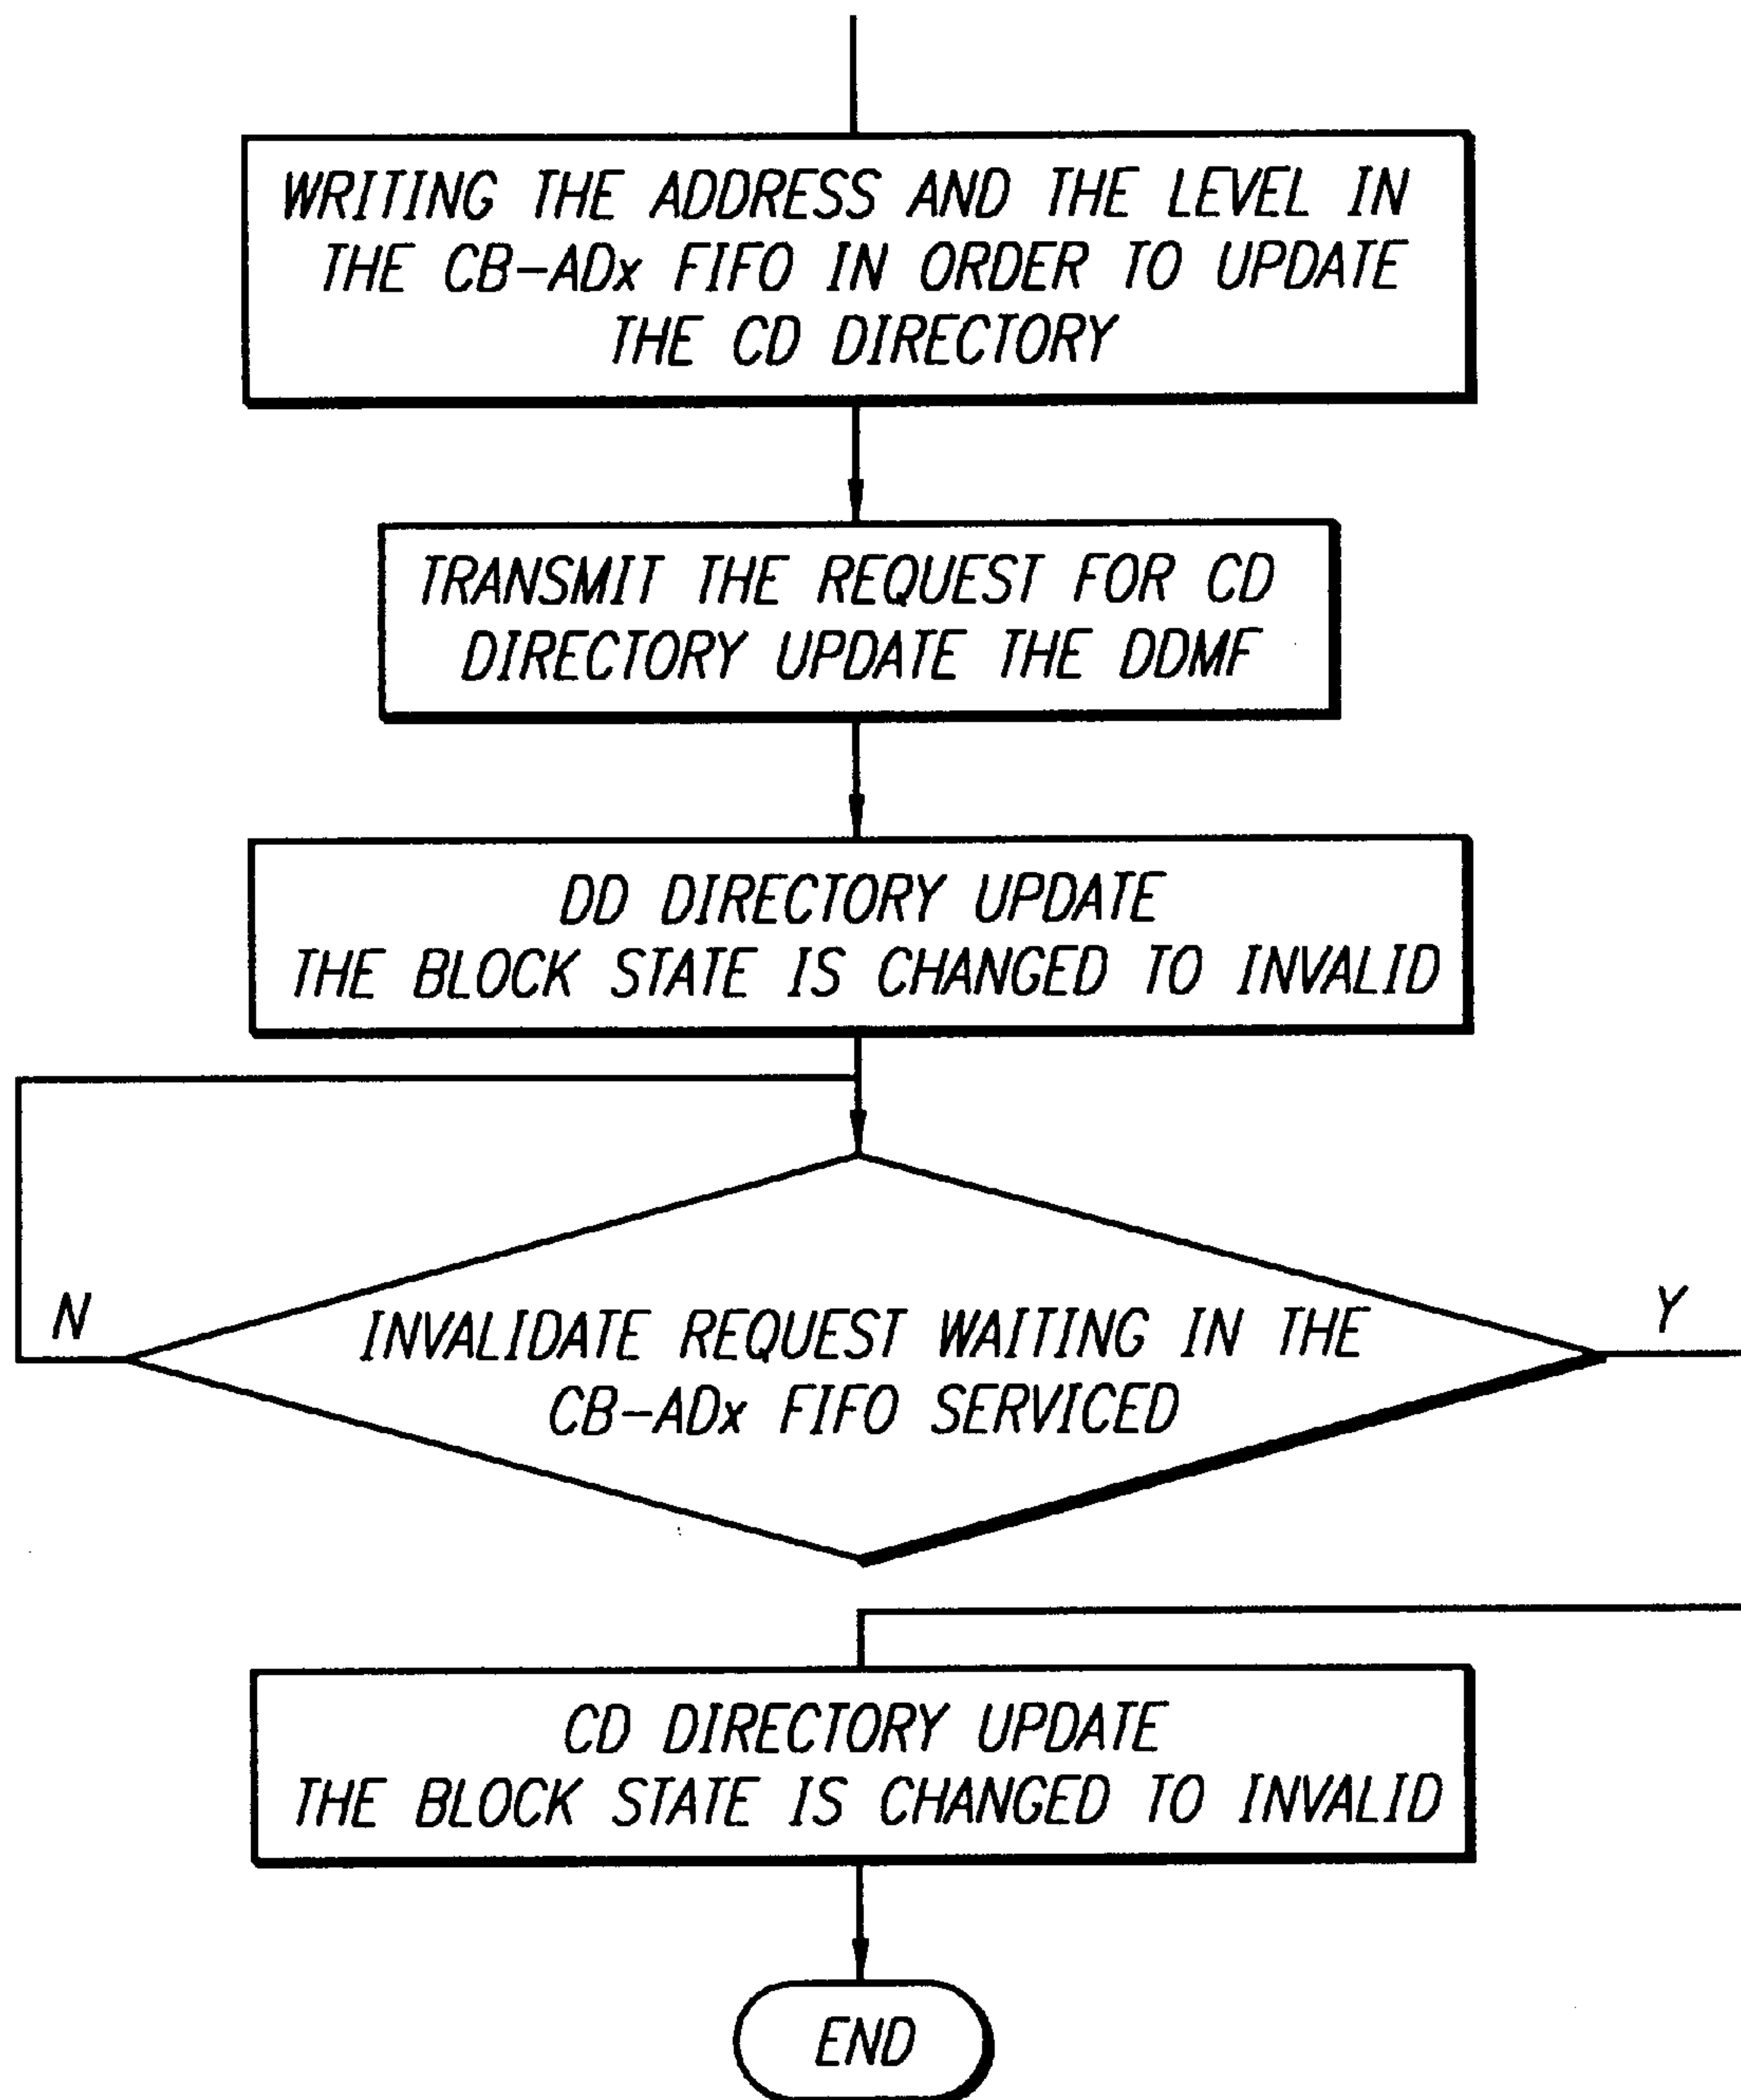 WRITING THE ADDRESS AND THE LEVEL IN
THE CB-ADx FIFO IN ORDER TO UPDATE
THE CD DIRECTORY
TRANSMIT THE REQUEST FOR CD
DIRECTORY UPDATE THE DDMF
DD DIRECTORY UPDATE
THE BLOCK STATE IS CHANGED TO INVALID
N
Y
INVALIDATE REQUEST WAITING IN THE
CB-ADx FIFO SERVICED
CD DIRECTORY UPDATE
THE BLOCK STATE IS CHANGED TO INVALID
END